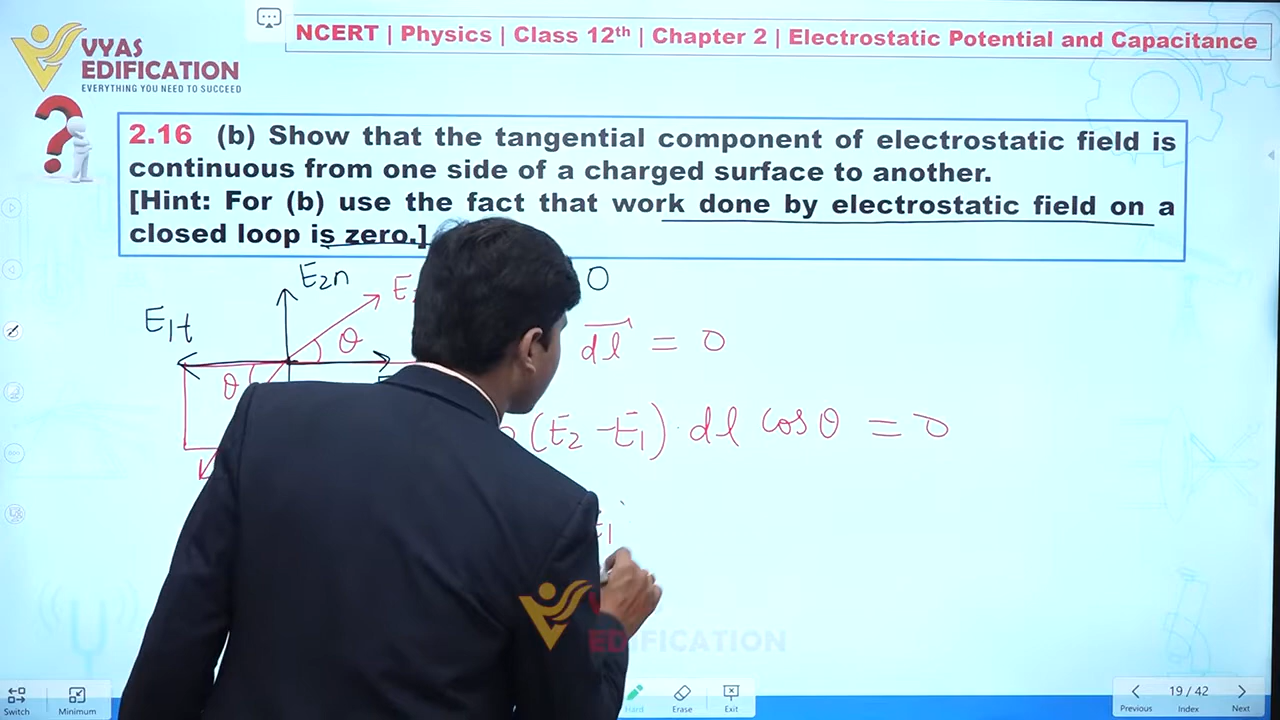 NCERT | Physics | Class 12th | Chapter 2 | Electrostatic Potential and Capacitance
VYAS
EDIFICATION
EVERYTHING YOU NEED TO SUCCEED
2.16 (b) Show that the tangential component of electrostatic field is
continuous from one side of a charged surface to another.
[Hint: For (b) use the fact that work done by electrostatic field on a
closed loop is zero.]
E2n
0
E1t
θ
dl = 0
θ
(E2 - E1) . dl cos θ = 0
E1
EDIFICATION
Switch
Minimum
Hard
Erase
Exit
Previous
19 / 42
Index
Next